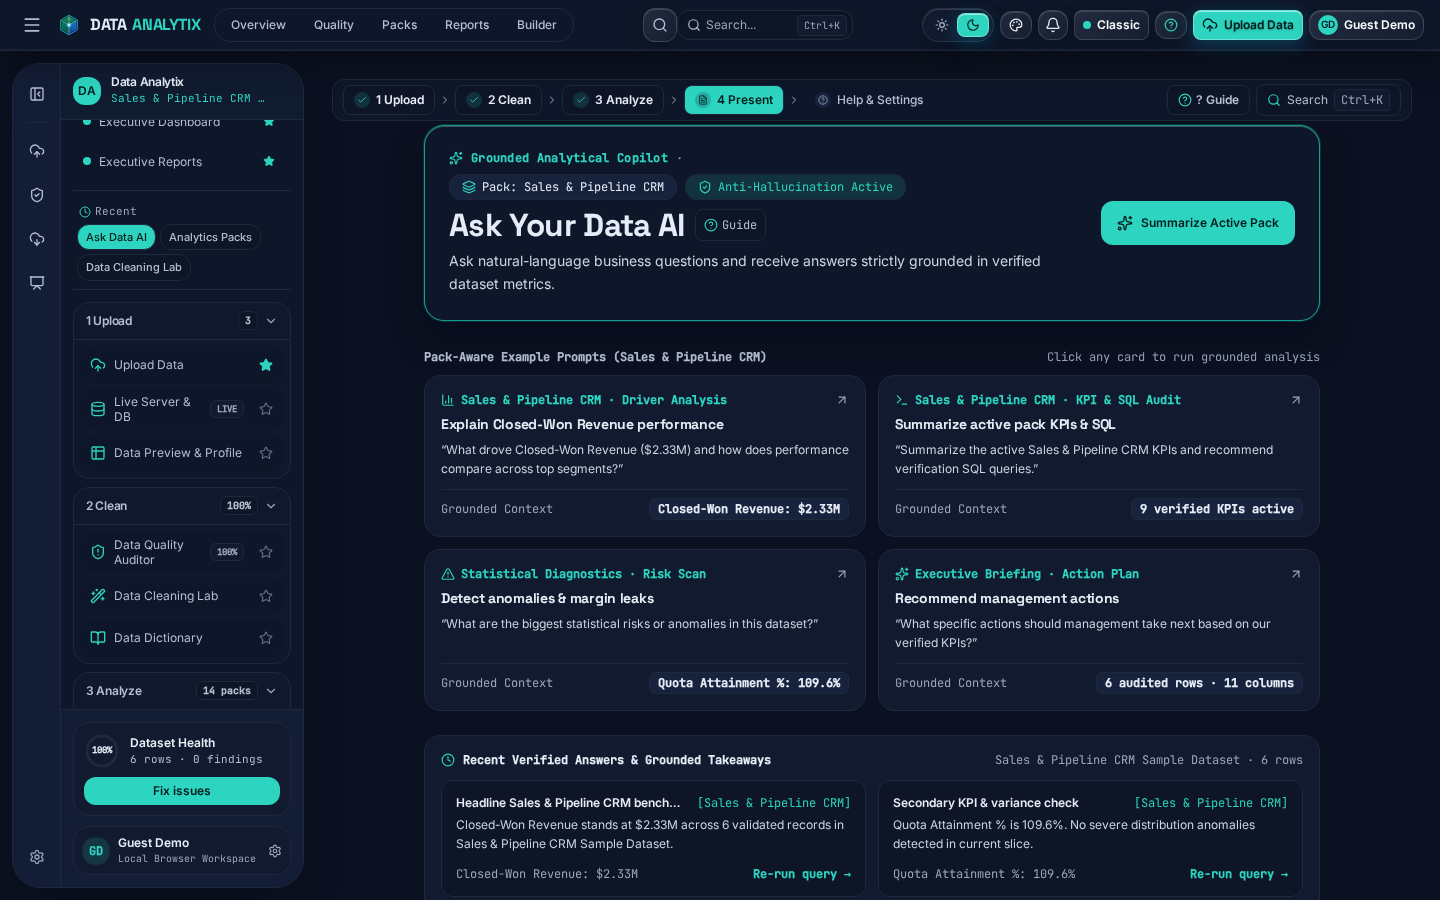 DATA ANALYTIX
Overview
Quality
Packs
Reports
Builder
Search...
Ctrl+K
Classic
Upload Data
GD
Guest Demo
DA
Data Analytix
Sales & Pipeline CRM …
Executive Dashboard
Executive Reports
Recent
Ask Data AI
Analytics Packs
Data Cleaning Lab
1 Upload
3
Upload Data
Live Server &
DB
LIVE
Data Preview & Profile
2 Clean
100%
Data Quality
Auditor
100%
Data Cleaning Lab
Data Dictionary
3 Analyze
14 packs
100%
Dataset Health
6 rows · 0 findings
Fix issues
GD
Guest Demo
Local Browser Workspace
1 Upload
2 Clean
3 Analyze
4 Present
Help & Settings
? Guide
Search
Ctrl+K
Grounded Analytical Copilot ·
Pack: Sales & Pipeline CRM
Anti-Hallucination Active
Ask Your Data AI
Guide
Ask natural-language business questions and receive answers strictly grounded in verified
dataset metrics.
Summarize Active Pack
Pack-Aware Example Prompts (Sales & Pipeline CRM)
Click any card to run grounded analysis
Sales & Pipeline CRM · Driver Analysis
Explain Closed-Won Revenue performance
“What drove Closed-Won Revenue ($2.33M) and how does performance
compare across top segments?”
Grounded Context
Closed-Won Revenue: $2.33M
Sales & Pipeline CRM · KPI & SQL Audit
Summarize active pack KPIs & SQL
“Summarize the active Sales & Pipeline CRM KPIs and recommend
verification SQL queries.”
Grounded Context
9 verified KPIs active
Statistical Diagnostics · Risk Scan
Detect anomalies & margin leaks
“What are the biggest statistical risks or anomalies in this dataset?”
Grounded Context
Quota Attainment %: 109.6%
Executive Briefing · Action Plan
Recommend management actions
“What specific actions should management take next based on our
verified KPIs?”
Grounded Context
6 audited rows · 11 columns
Recent Verified Answers & Grounded Takeaways
Sales & Pipeline CRM Sample Dataset · 6 rows
Headline Sales & Pipeline CRM bench…
[Sales & Pipeline CRM]
Closed-Won Revenue stands at $2.33M across 6 validated records in
Sales & Pipeline CRM Sample Dataset.
Closed-Won Revenue: $2.33M
Re-run query →
Secondary KPI & variance check
[Sales & Pipeline CRM]
Quota Attainment % is 109.6%. No severe distribution anomalies
detected in current slice.
Quota Attainment %: 109.6%
Re-run query →